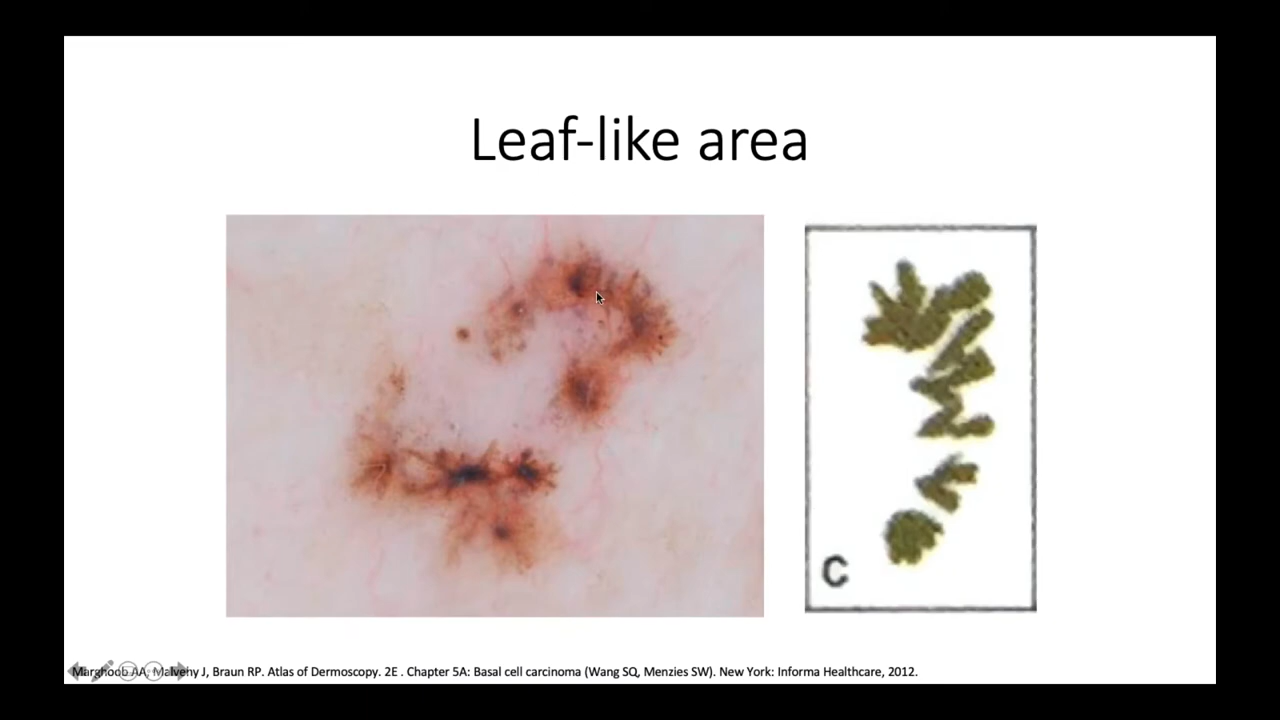 Leaf-like area
C
Marghoob AA, Malvehy J, Braun RP. Atlas of Dermoscopy. 2E . Chapter 5A: Basal cell carcinoma (Wang SQ, Menzies SW). New York: Informa Healthcare, 2012.